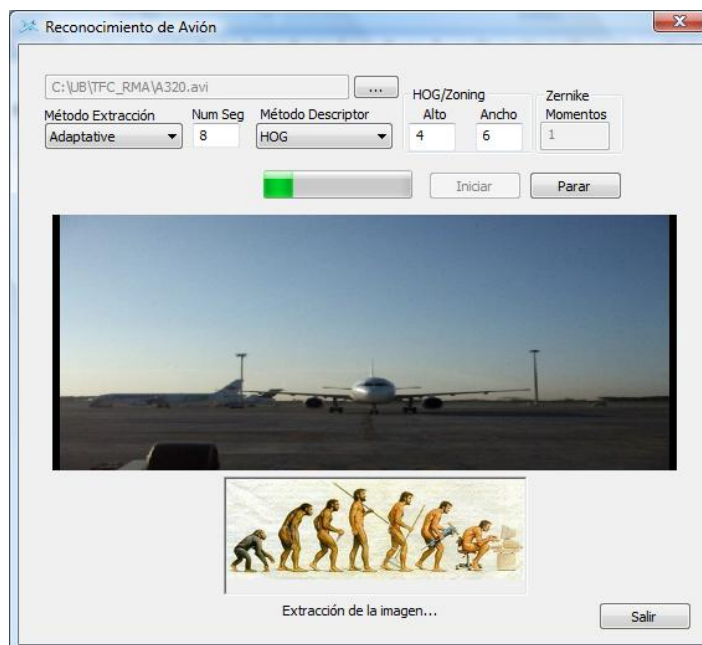 Reconocimiento de Avión
C:\UB\TFC_RMA\A320.avi
...
HOG/Zoning
Zernike
Método Extracción
Num Seg
Método Descriptor
Alto
Ancho
Momentos
Adaptative
8
HOG
4
6
1
Iniciar
Parar
Extracción de la imagen...
Salir